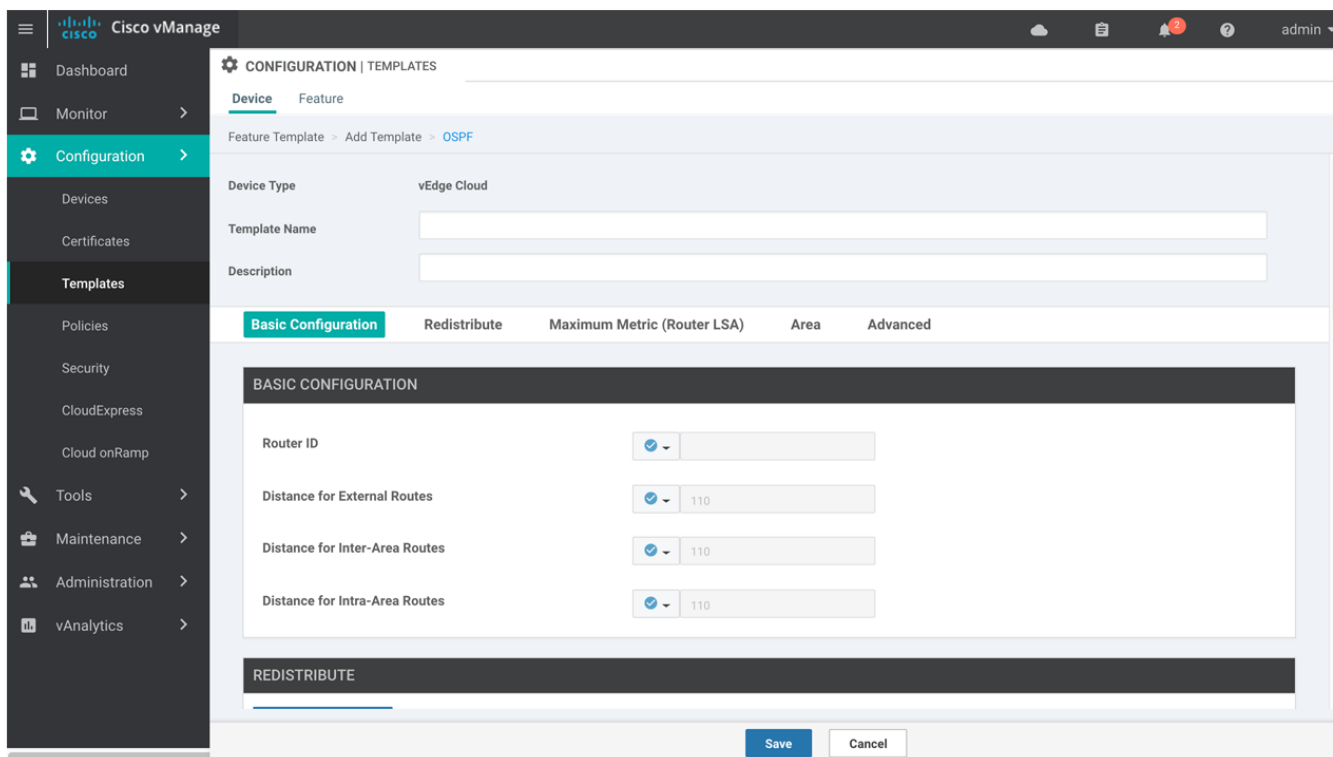 cisco Cisco vManage
2
admin
Dashboard
Monitor
Configuration
Devices
Certificates
Templates
Policies
Security
CloudExpress
Cloud onRamp
Tools
Maintenance
Administration
vAnalytics
CONFIGURATION | TEMPLATES
Device Feature
Feature Template > Add Template > OSPF
Device Type vEdge Cloud
Template Name
Description
Basic Configuration Redistribute Maximum Metric (Router LSA) Area Advanced
BASIC CONFIGURATION
Router ID
Distance for External Routes 110
Distance for Inter-Area Routes 110
Distance for Intra-Area Routes 110
REDISTRIBUTE
Save Cancel